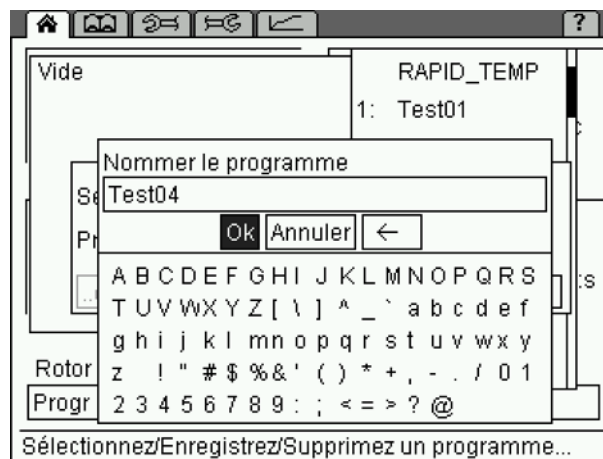 ?
Vide
RAPID_TEMP
1: Test01
Nommer le programme
Test04
Ok Annuler ←
A B C D E F G H I J K L M N O P Q R S
T U V W X Y Z [ \ ] ^ _ ` a b c d e f
g h i j k l m n o p q r s t u v w x y
z ! " # $ % & ' ( ) * + , - . / 0 1
2 3 4 5 6 7 8 9 : ; < = > ? @
Rotor
Progr
Sélectionnez/Enregistrez/Supprimez un programme...